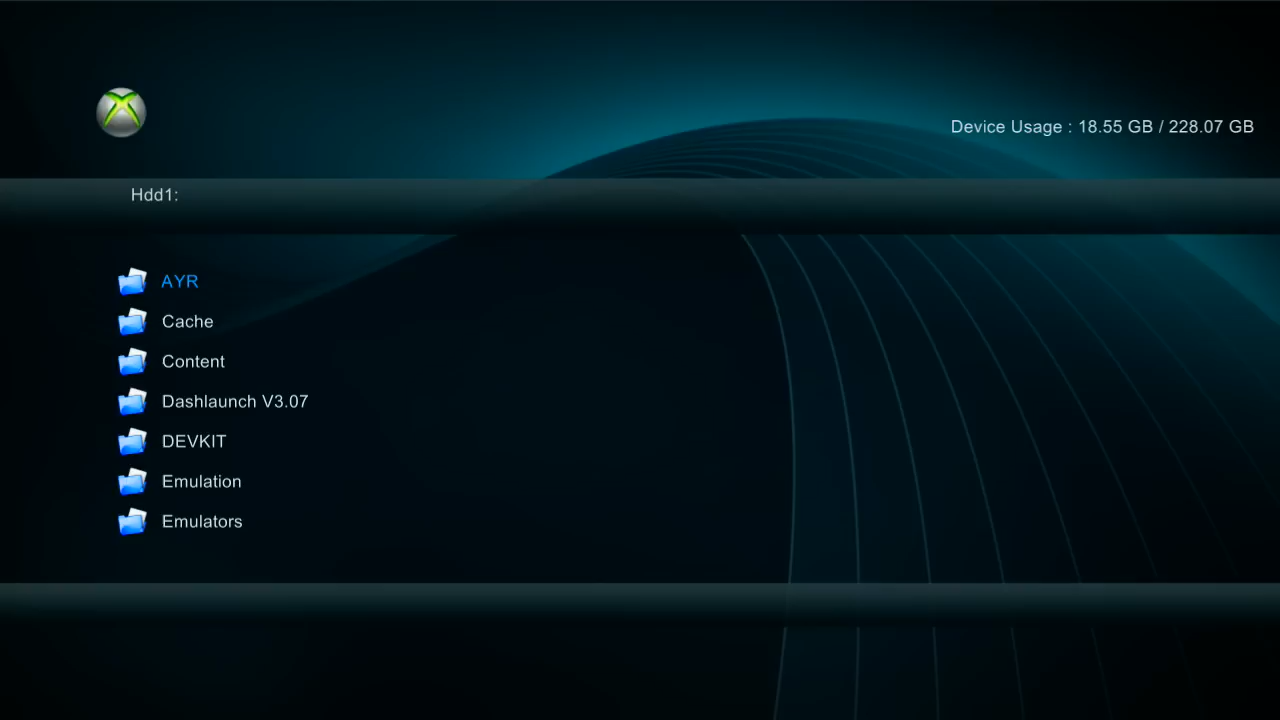 Device Usage : 18.55 GB / 228.07 GB
Hdd1:
AYR
Cache
Content
Dashlaunch V3.07
DEVKIT
Emulation
Emulators